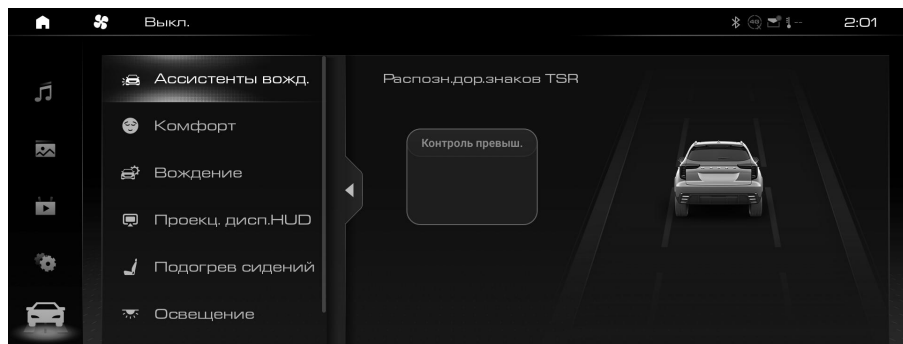 Выкл.
2:01
Ассистенты вожд.
Комфорт
Вождение
Проекц. дисп.HUD
Подогрев сидений
Освещение
Распозн.дор.знаков TSR
Контроль превыш.